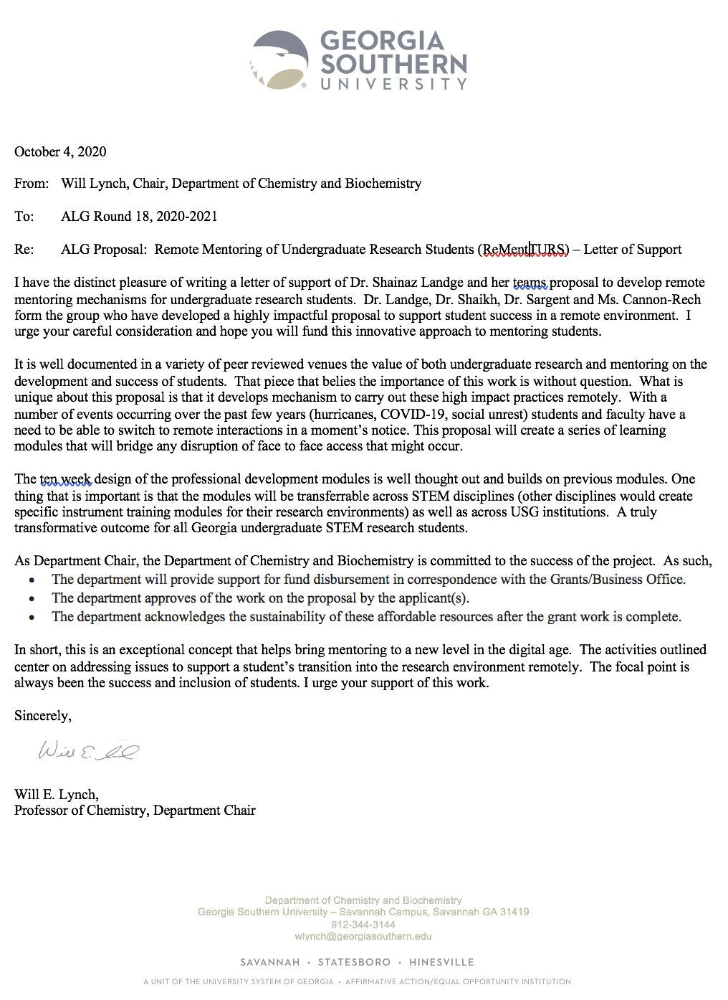 GEORGIA
SOUTHERN
UNIVERSITY
October 4, 2020
From: Will Lynch, Chair, Department of Chemistry and Biochemistry
To: ALG Round 18, 2020-2021
Re: ALG Proposal: Remote Mentoring of Undergraduate Research Students (ReMentTURS) – Letter of Support
I have the distinct pleasure of writing a letter of support of Dr. Shainaz Landge and her teams proposal to develop remote
mentoring mechanisms for undergraduate research students. Dr. Landge, Dr. Shaikh, Dr. Sargent and Ms. Cannon-Rech
form the group who have developed a highly impactful proposal to support student success in a remote environment. I
urge your careful consideration and hope you will fund this innovative approach to mentoring students.
It is well documented in a variety of peer reviewed venues the value of both undergraduate research and mentoring on the
development and success of students. That piece that belies the importance of this work is without question. What is
unique about this proposal is that it develops mechanism to carry out these high impact practices remotely. With a
number of events occurring over the past few years (hurricanes, COVID-19, social unrest) students and faculty have a
need to be able to switch to remote interactions in a moment’s notice. This proposal will create a series of learning
modules that will bridge any disruption of face to face access that might occur.
The ten week design of the professional development modules is well thought out and builds on previous modules. One
thing that is important is that the modules will be transferrable across STEM disciplines (other disciplines would create
specific instrument training modules for their research environments) as well as across USG institutions. A truly
transformative outcome for all Georgia undergraduate STEM research students.
As Department Chair, the Department of Chemistry and Biochemistry is committed to the success of the project. As such,
• The department will provide support for fund disbursement in correspondence with the Grants/Business Office.
• The department approves of the work on the proposal by the applicant(s).
• The department acknowledges the sustainability of these affordable resources after the grant work is complete.
In short, this is an exceptional concept that helps bring mentoring to a new level in the digital age. The activities outlined
center on addressing issues to support a student’s transition into the research environment remotely. The focal point is
always been the success and inclusion of students. I urge your support of this work.
Sincerely,
Will E.
Will E. Lynch,
Professor of Chemistry, Department Chair
Department of Chemistry and Biochemistry
Georgia Southern University – Savannah Campus, Savannah GA 31419
912-344-3144
wlynch@georgiasouthern.edu
SAVANNAH • STATESBORO • HINESVILLE
A UNIT OF THE UNIVERSITY SYSTEM OF GEORGIA • AFFIRMATIVE ACTION/EQUAL OPPORTUNITY INSTITUTION